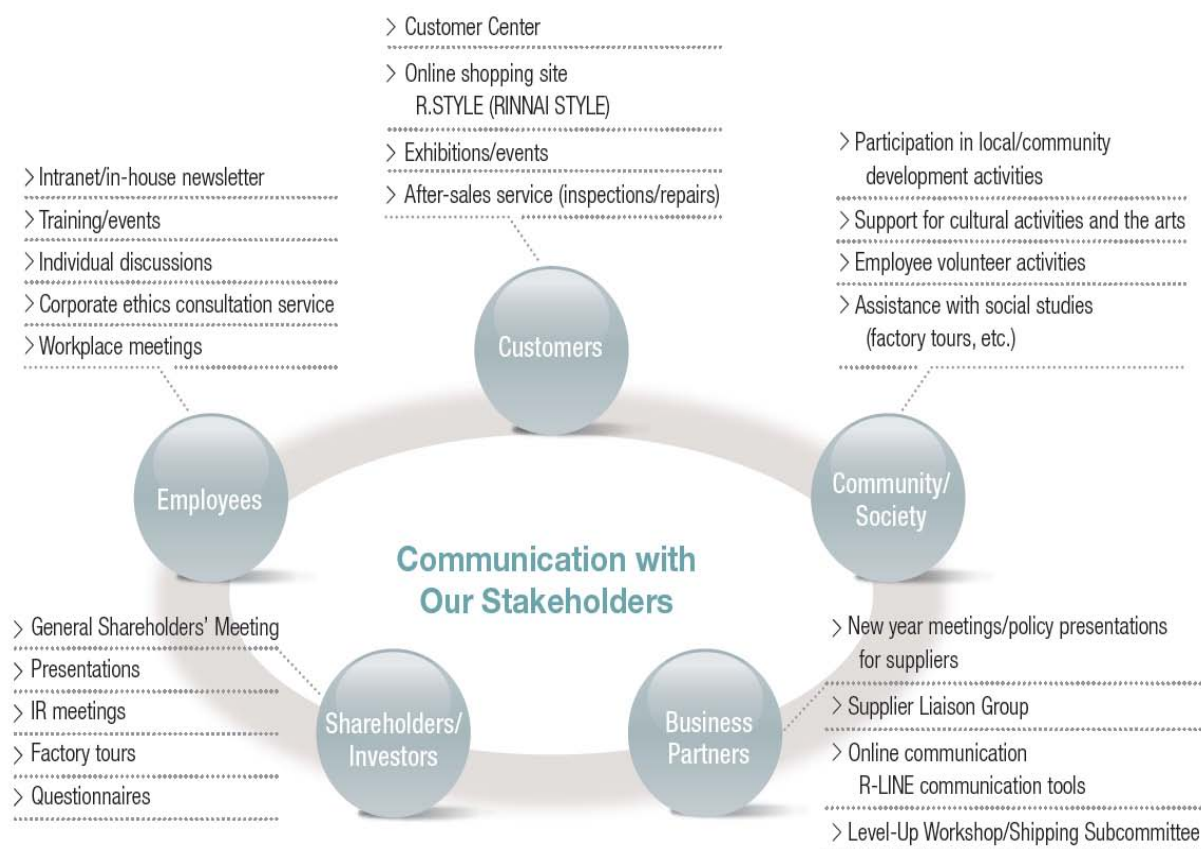 > Customer Center
> Online shopping site
R.STYLE (RINNAI STYLE)
> Exhibitions/events
> After-sales service (inspections/repairs)
> Intranet/in-house newsletter
> Training/events
> Individual discussions
> Corporate ethics consultation service
> Workplace meetings
> Participation in local/community
development activities
> Support for cultural activities and the arts
> Employee volunteer activities
> Assistance with social studies
(factory tours, etc.)
Customers
Employees
Community/
Society
Communication with
Our Stakeholders
> General Shareholders' Meeting
> Presentations
> IR meetings
> Factory tours
> Questionnaires
Shareholders/
Investors
Business
Partners
> New year meetings/policy presentations
for suppliers
> Supplier Liaison Group
> Online communication
R-LINE communication tools
> Level-Up Workshop/Shipping Subcommittee